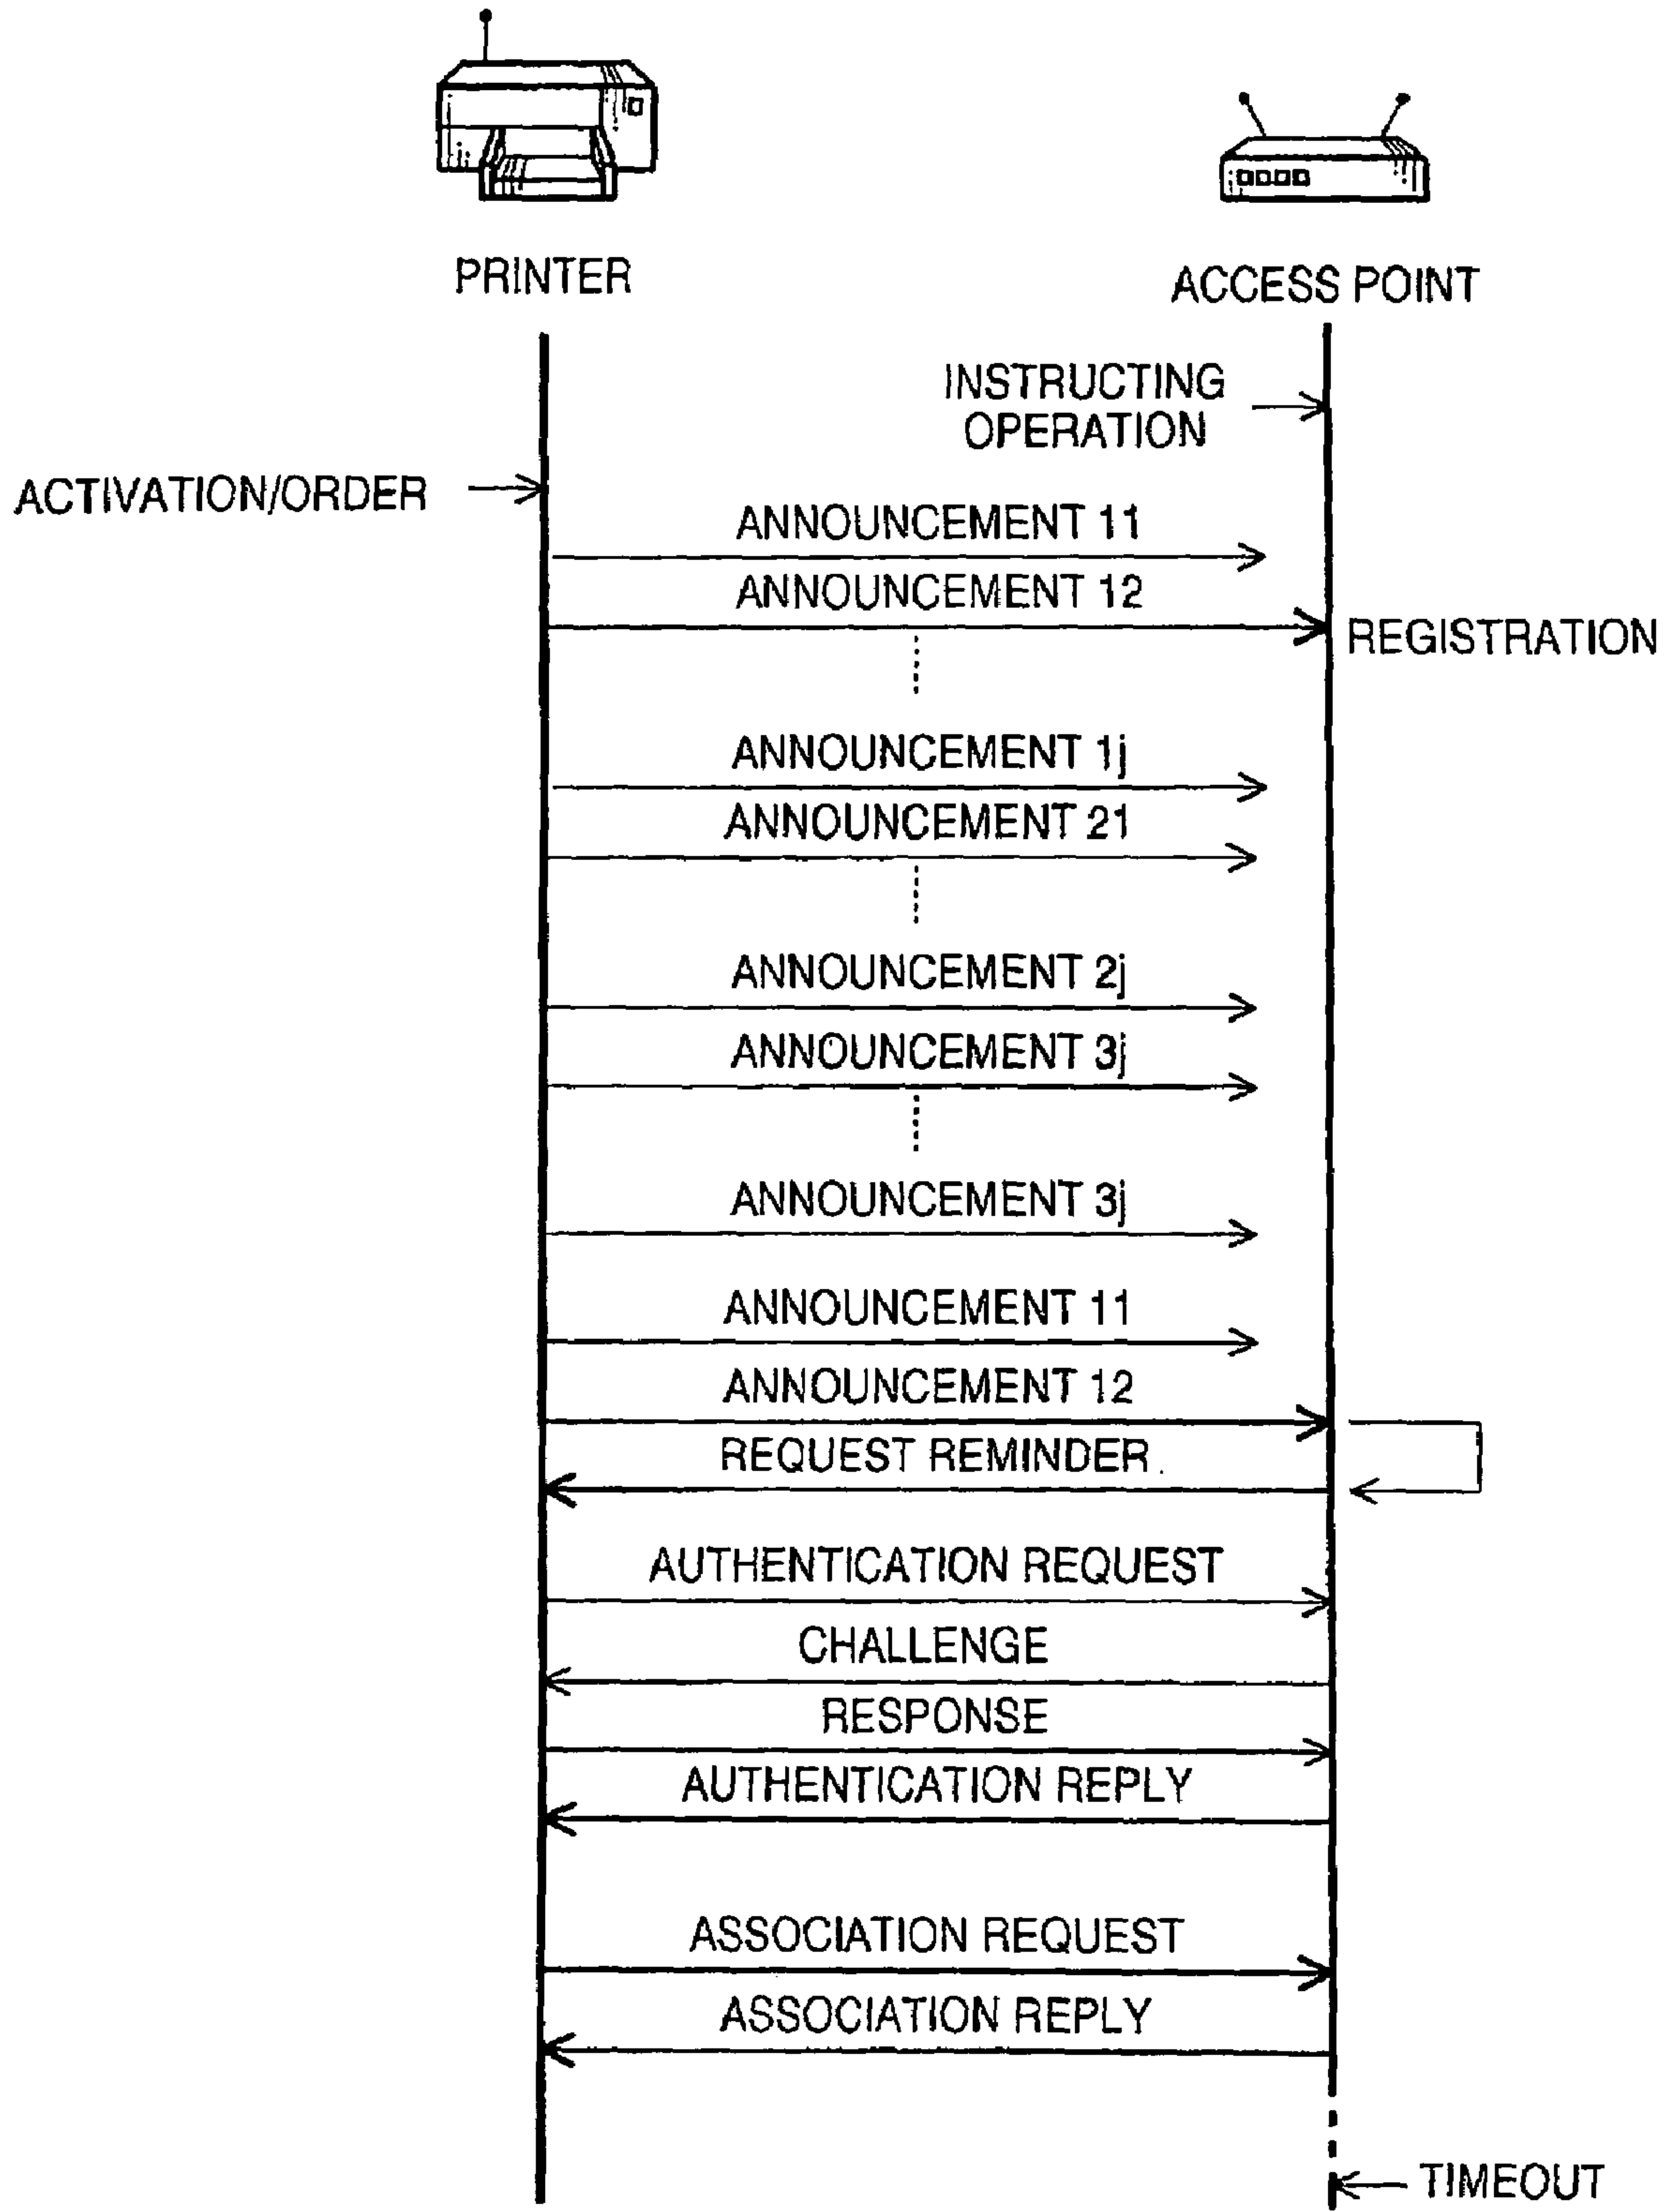 PRINTER
ACCESS POINT
INSTRUCTING
OPERATION
ACTIVATION/ORDER
ANNOUNCEMENT 11
ANNOUNCEMENT 12
REGISTRATION
ANNOUNCEMENT 1j
ANNOUNCEMENT 21
ANNOUNCEMENT 2j
ANNOUNCEMENT 3j
ANNOUNCEMENT 3j
ANNOUNCEMENT 11
ANNOUNCEMENT 12
REQUEST REMINDER
AUTHENTICATION REQUEST
CHALLENGE
RESPONSE
AUTHENTICATION REPLY
ASSOCIATION REQUEST
ASSOCIATION REPLY
TIMEOUT